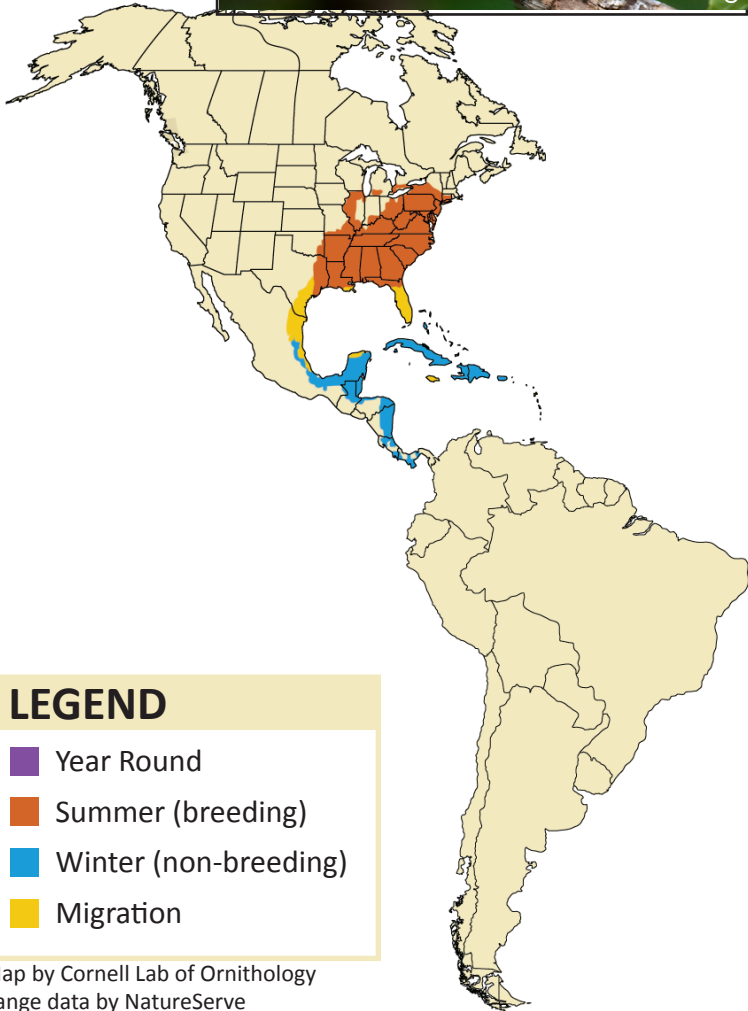 LEGEND
Year Round
Summer (breeding)
Winter (non-breeding)
Migration
by Cornell Lab of Ornithology
data by NatureServe